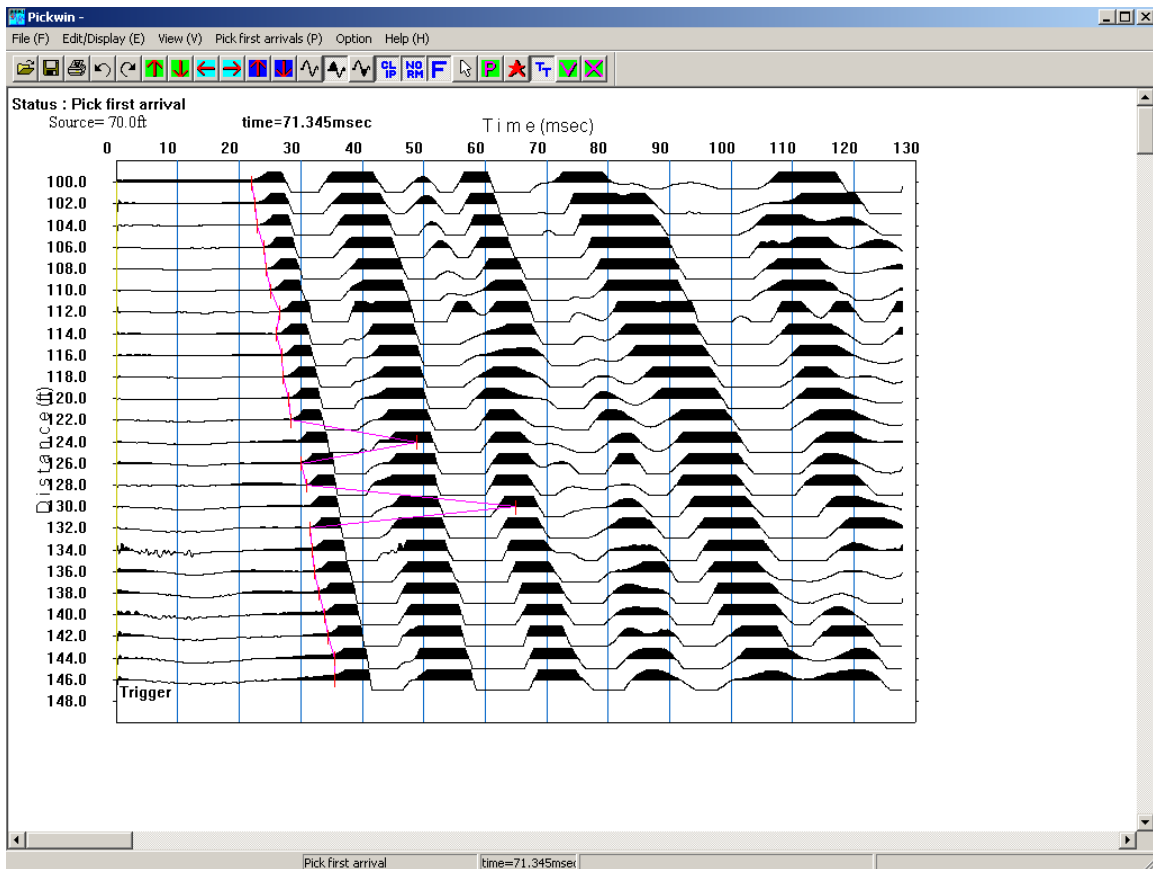 Pickwin -
File (F) Edit/Display (E) View (V) Pick first arrivals (P) Option Help (H)
CL IP NO RM F P T T
Status : Pick first arrival
Source= 70.0ft time=71.345msec T i m e (msec)
0 10 20 30 40 50 60 70 80 90 100 110 120 130
100.0
102.0
104.0
106.0
108.0
110.0
112.0
114.0
116.0
118.0
120.0
122.0
124.0
126.0
128.0
130.0
132.0
134.0
136.0
138.0
140.0
142.0
144.0
146.0
148.0
D i s t a n c e (ft)
Trigger
Pick first arrival time=71.345msec